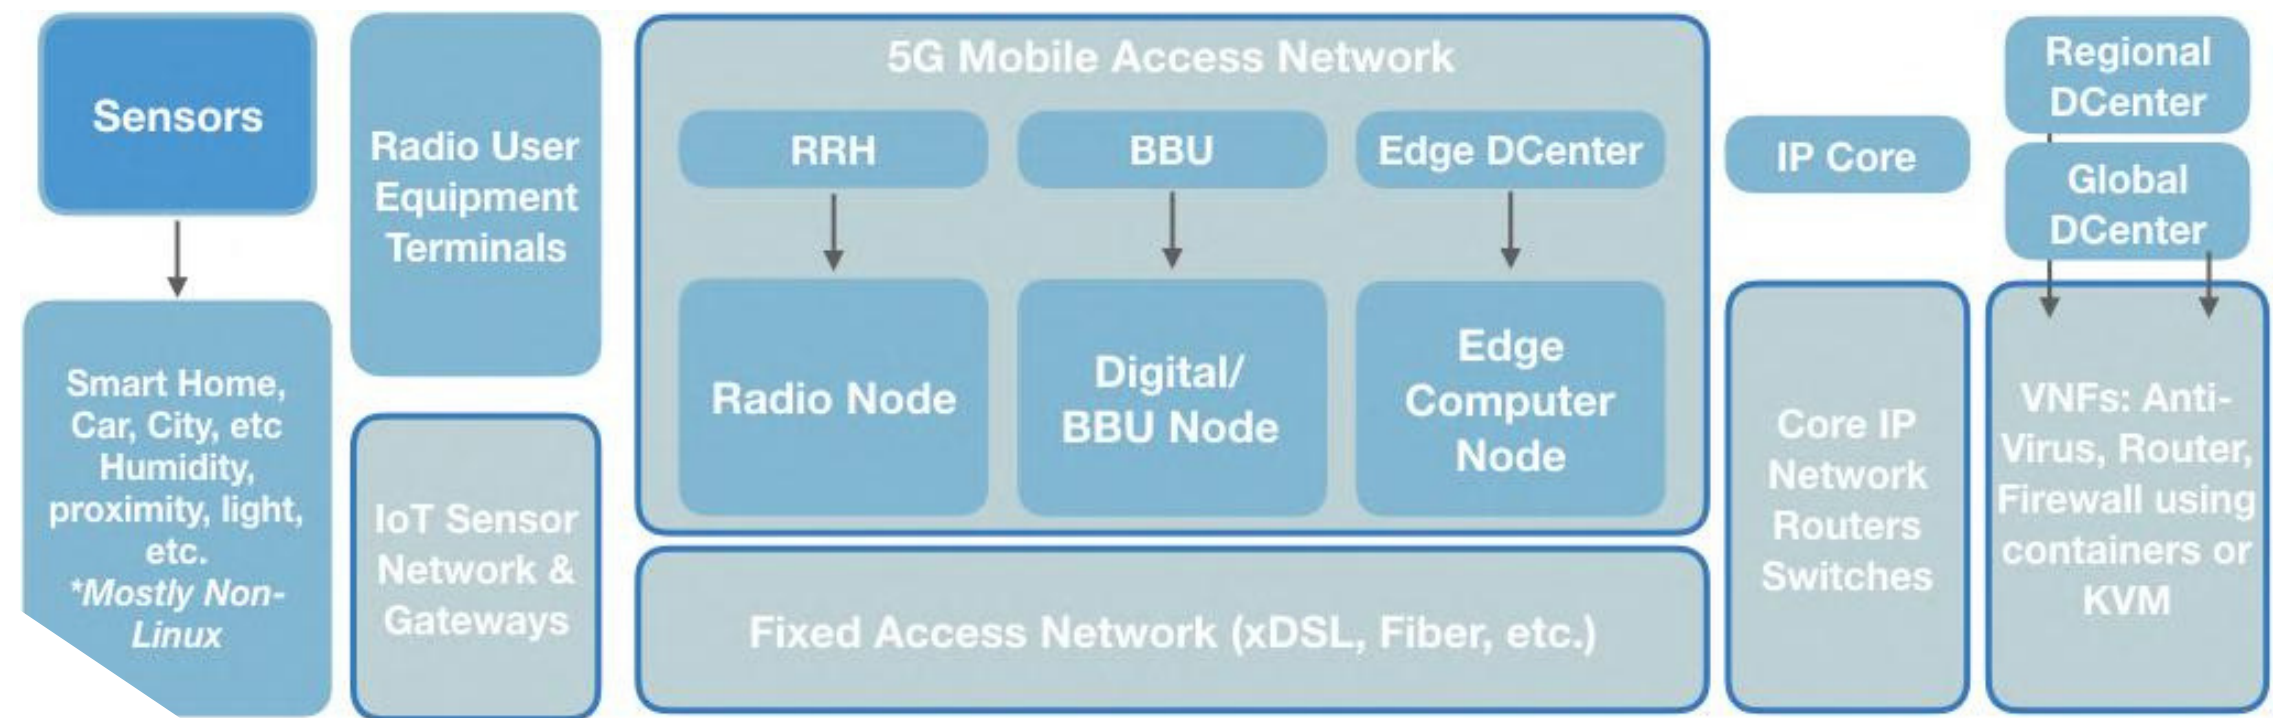 Sensors
Smart Home,
Car, City, etc
Humidity,
proximity, light,
etc.
*Mostly Non-
Linux
Radio User
Equipment
Terminals
IoT Sensor
Network &
Gateways
5G Mobile Access Network
RRH
BBU
Edge DCenter
Radio Node
Digital/
BBU Node
Edge
Computer
Node
Fixed Access Network (xDSL, Fiber, etc.)
IP Core
Core IP
Network
Routers
Switches
Regional
DCenter
Global
DCenter
VNFs: Anti-
Virus, Router,
Firewall using
containers or
KVM